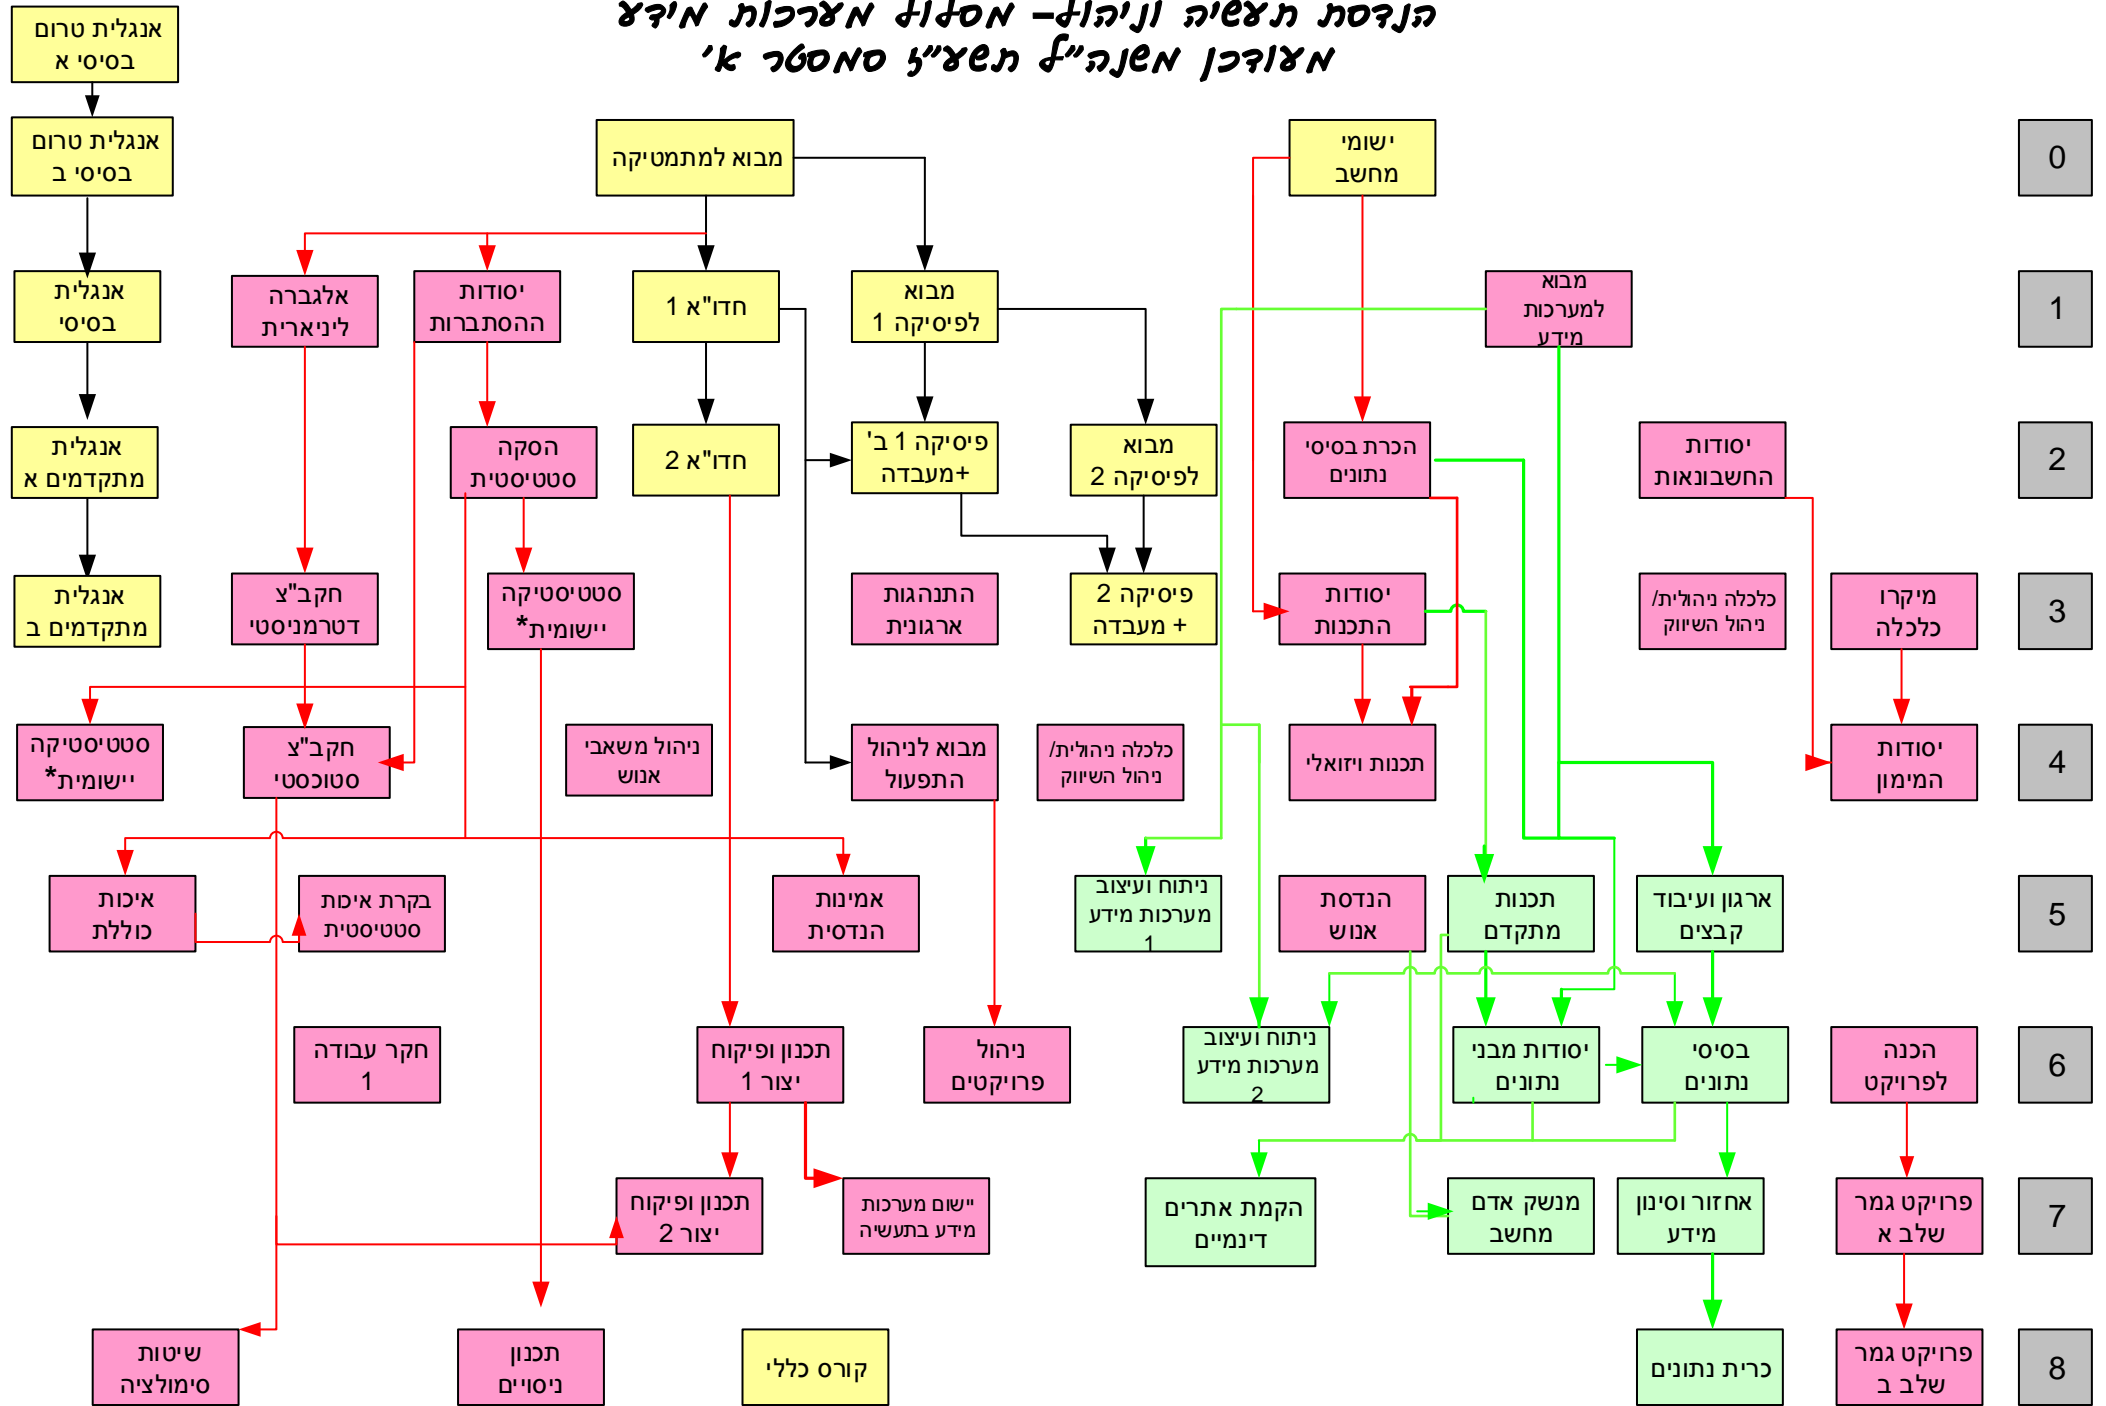 הנדסת תעשיה וניהול– מסלול מערכות מידע
מעודכן משנה״ל תשע״ז סמסטר א׳
אנגלית טרום
בסיסי א
אנגלית טרום
בסיסי ב
מבוא למתמטיקה
ישומי
מחשב
0
אנגלית
בסיסי
אלגברה
ליניארית
יסודות
ההסתברות
חדו"א 1
מבוא
לפיסיקה 1
מבוא
למערכות
מידע
1
אנגלית
מתקדמים א
הסקה
סטטיסטית
חדו"א 2
פיסיקה 1 ב'
+מעבדה
מבוא
לפיסיקה 2
הכרת בסיסי
נתונים
יסודות
החשבונאות
2
אנגלית
מתקדמים ב
חקב"צ
דטרמניסטי
סטטיסטיקה
יישומית*
התנהגות
ארגונית
פיסיקה 2
+ מעבדה
יסודות
התכנות
כלכלה ניהולית/
ניהול השיווק
מיקרו
כלכלה
3
סטטיסטיקה
יישומית*
חקב"צ
סטוכסטי
ניהול משאבי
אנוש
מבוא לניהול
התפעול
כלכלה ניהולית/
ניהול השיווק
תכנות ויזואלי
יסודות
המימון
4
איכות
כוללת
בקרת איכות
סטטיסטית
אמינות
הנדסית
ניתוח ועיצוב
מערכות מידע
1
הנדסת
אנוש
תכנות
מתקדם
ארגון ועיבוד
קבצים
5
חקר עבודה
1
תכנון ופיקוח
יצור 1
ניהול
פרויקטים
ניתוח ועיצוב
מערכות מידע
2
יסודות מבני
נתונים
בסיסי
נתונים
הכנה
לפרויקט
6
תכנון ופיקוח
יצור 2
יישום מערכות
מידע בתעשיה
הקמת אתרים
דינמיים
מנשק אדם
מחשב
אחזור וסינון
מידע
פרויקט גמר
שלב א
7
שיטות
סימולציה
תכנון
ניסויים
קורס כללי
כרית נתונים
פרויקט גמר
שלב ב
8